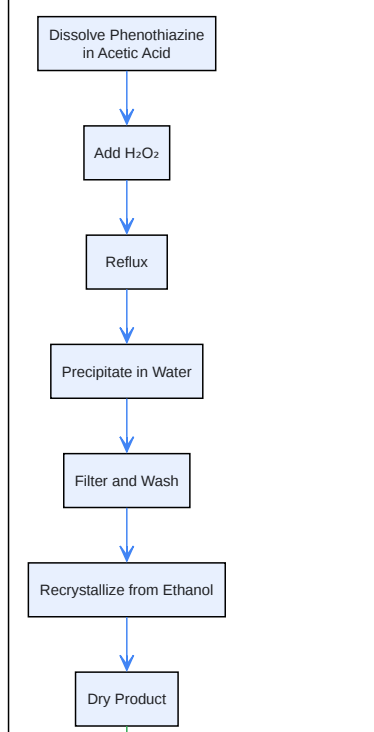 Dissolve Phenothiazine
in Acetic Acid
Add H₂O₂
Reflux
Precipitate in Water
Filter and Wash
Recrystallize from Ethanol
Dry Product